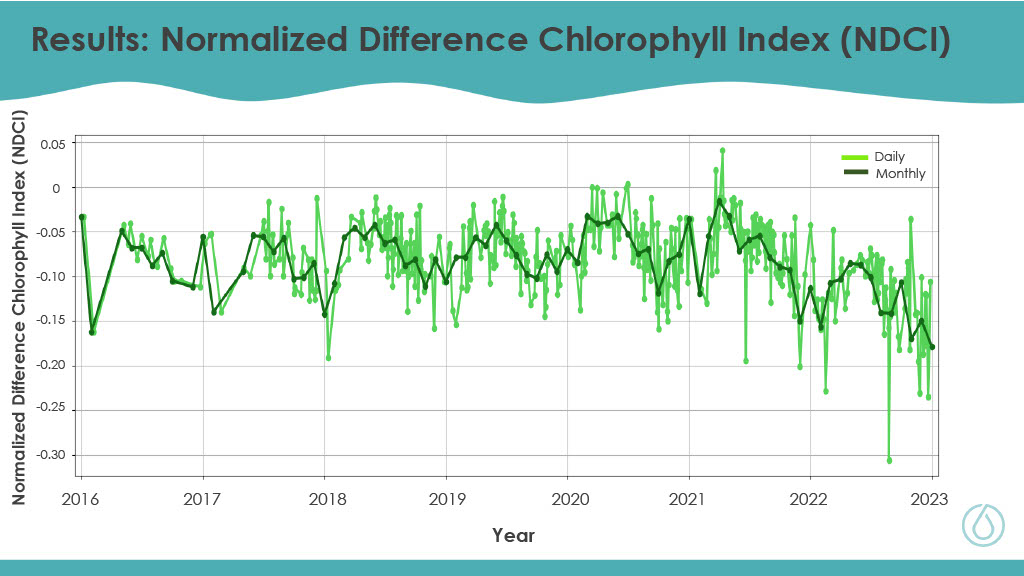 Results: Normalized Difference Chlorophyll Index (NDCI)
Normalized Difference Chlorophyll Index (NDCI)
0.05
0
-0.05
-0.10
-0.15
-0.20
-0.25
-0.30
Daily
Monthly
2016 2017 2018 2019 2020 2021 2022 2023
Year